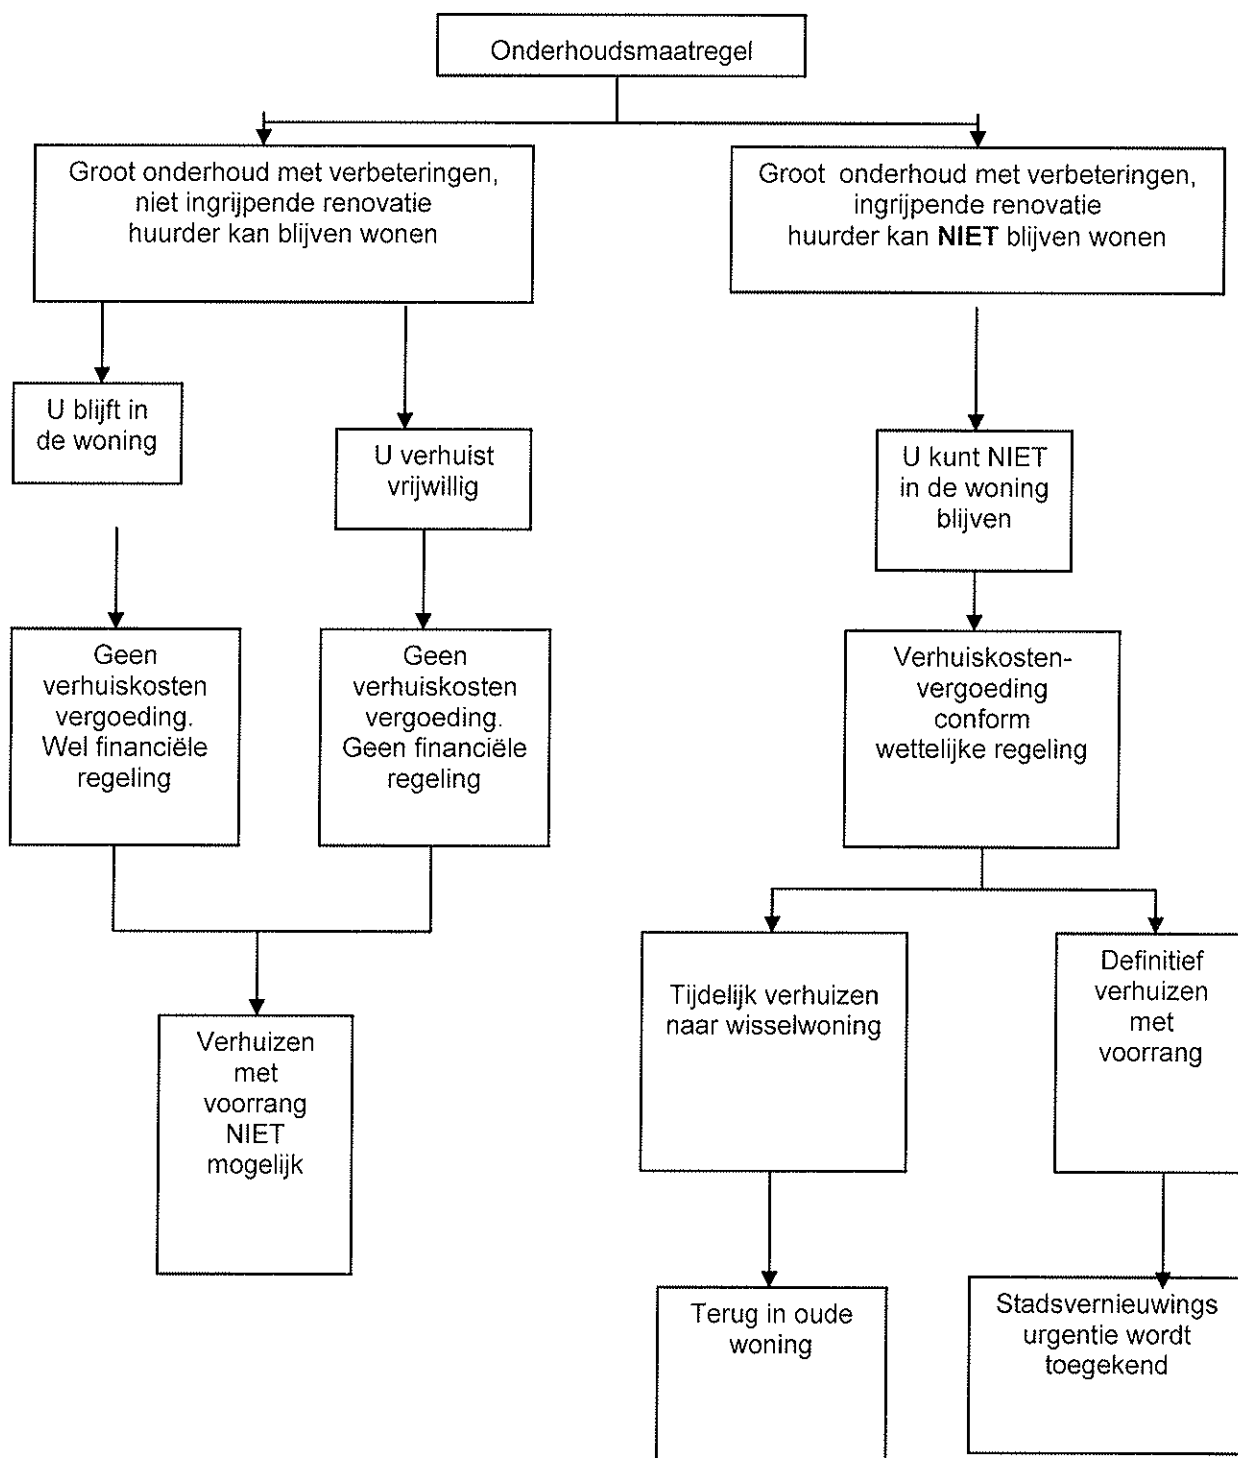 Onderhoudsmaatregel
Groot onderhoud met verbeteringen,
niet ingrijpende renovatie
huurder kan blijven wonen
Groot onderhoud met verbeteringen,
ingrijpende renovatie
huurder kan NIET blijven wonen
U blijft in
de woning
U verhuist
vrijwillig
U kunt NIET
in de woning
blijven
Geen
verhuiskosten
vergoeding.
Wel financiële
regeling
Geen
verhuiskosten
vergoeding.
Geen financiële
regeling
Verhuiskosten-
vergoeding
conform
wettelijke regeling
Verhuizen
met
voorrang
NIET
mogelijk
Tijdelijk verhuizen
naar wisselwoning
Definitief
verhuizen
met
voorrang
Terug in oude
woning
Stadsvernieuwings
urgentie wordt
toegekend